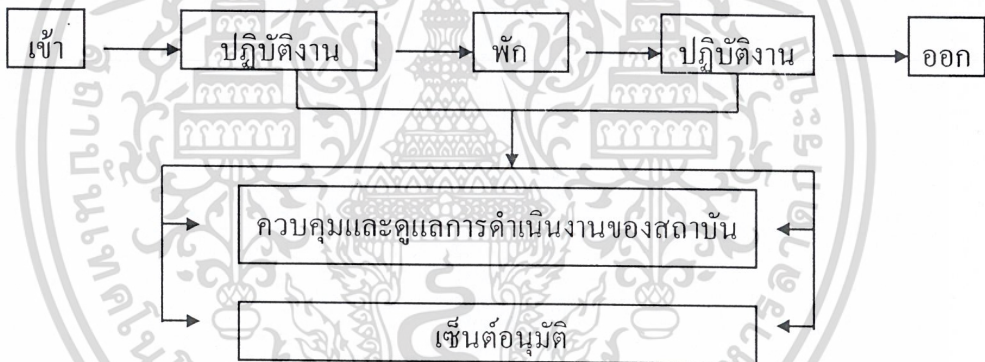 เข้า ปฏิบัติงาน พัก ปฏิบัติงาน ออก
ควบคุมและดูแลการดำเนินงานของสถาบัน
เซ็นต์อนุมัติ